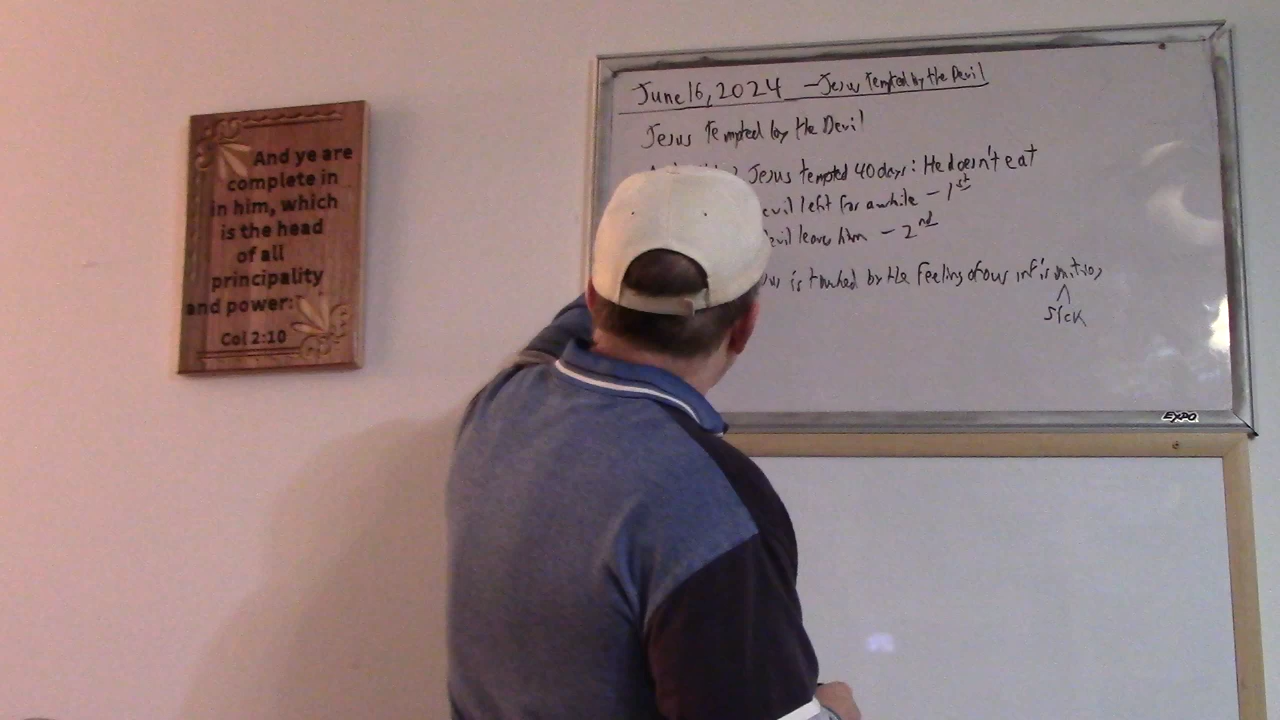 And ye are
complete in
in him, which
is the head
of all
principality
and power:
Col 2:10
June 16, 2024 - Jesus Tempted by the Devil
Jesus Tempted by the Devil
Jesus tempted 40 days: He doesn't eat
evil left for awhile - 1st
evil leaves him - 2nd
is touched by the feeling of our
sick
EXPO